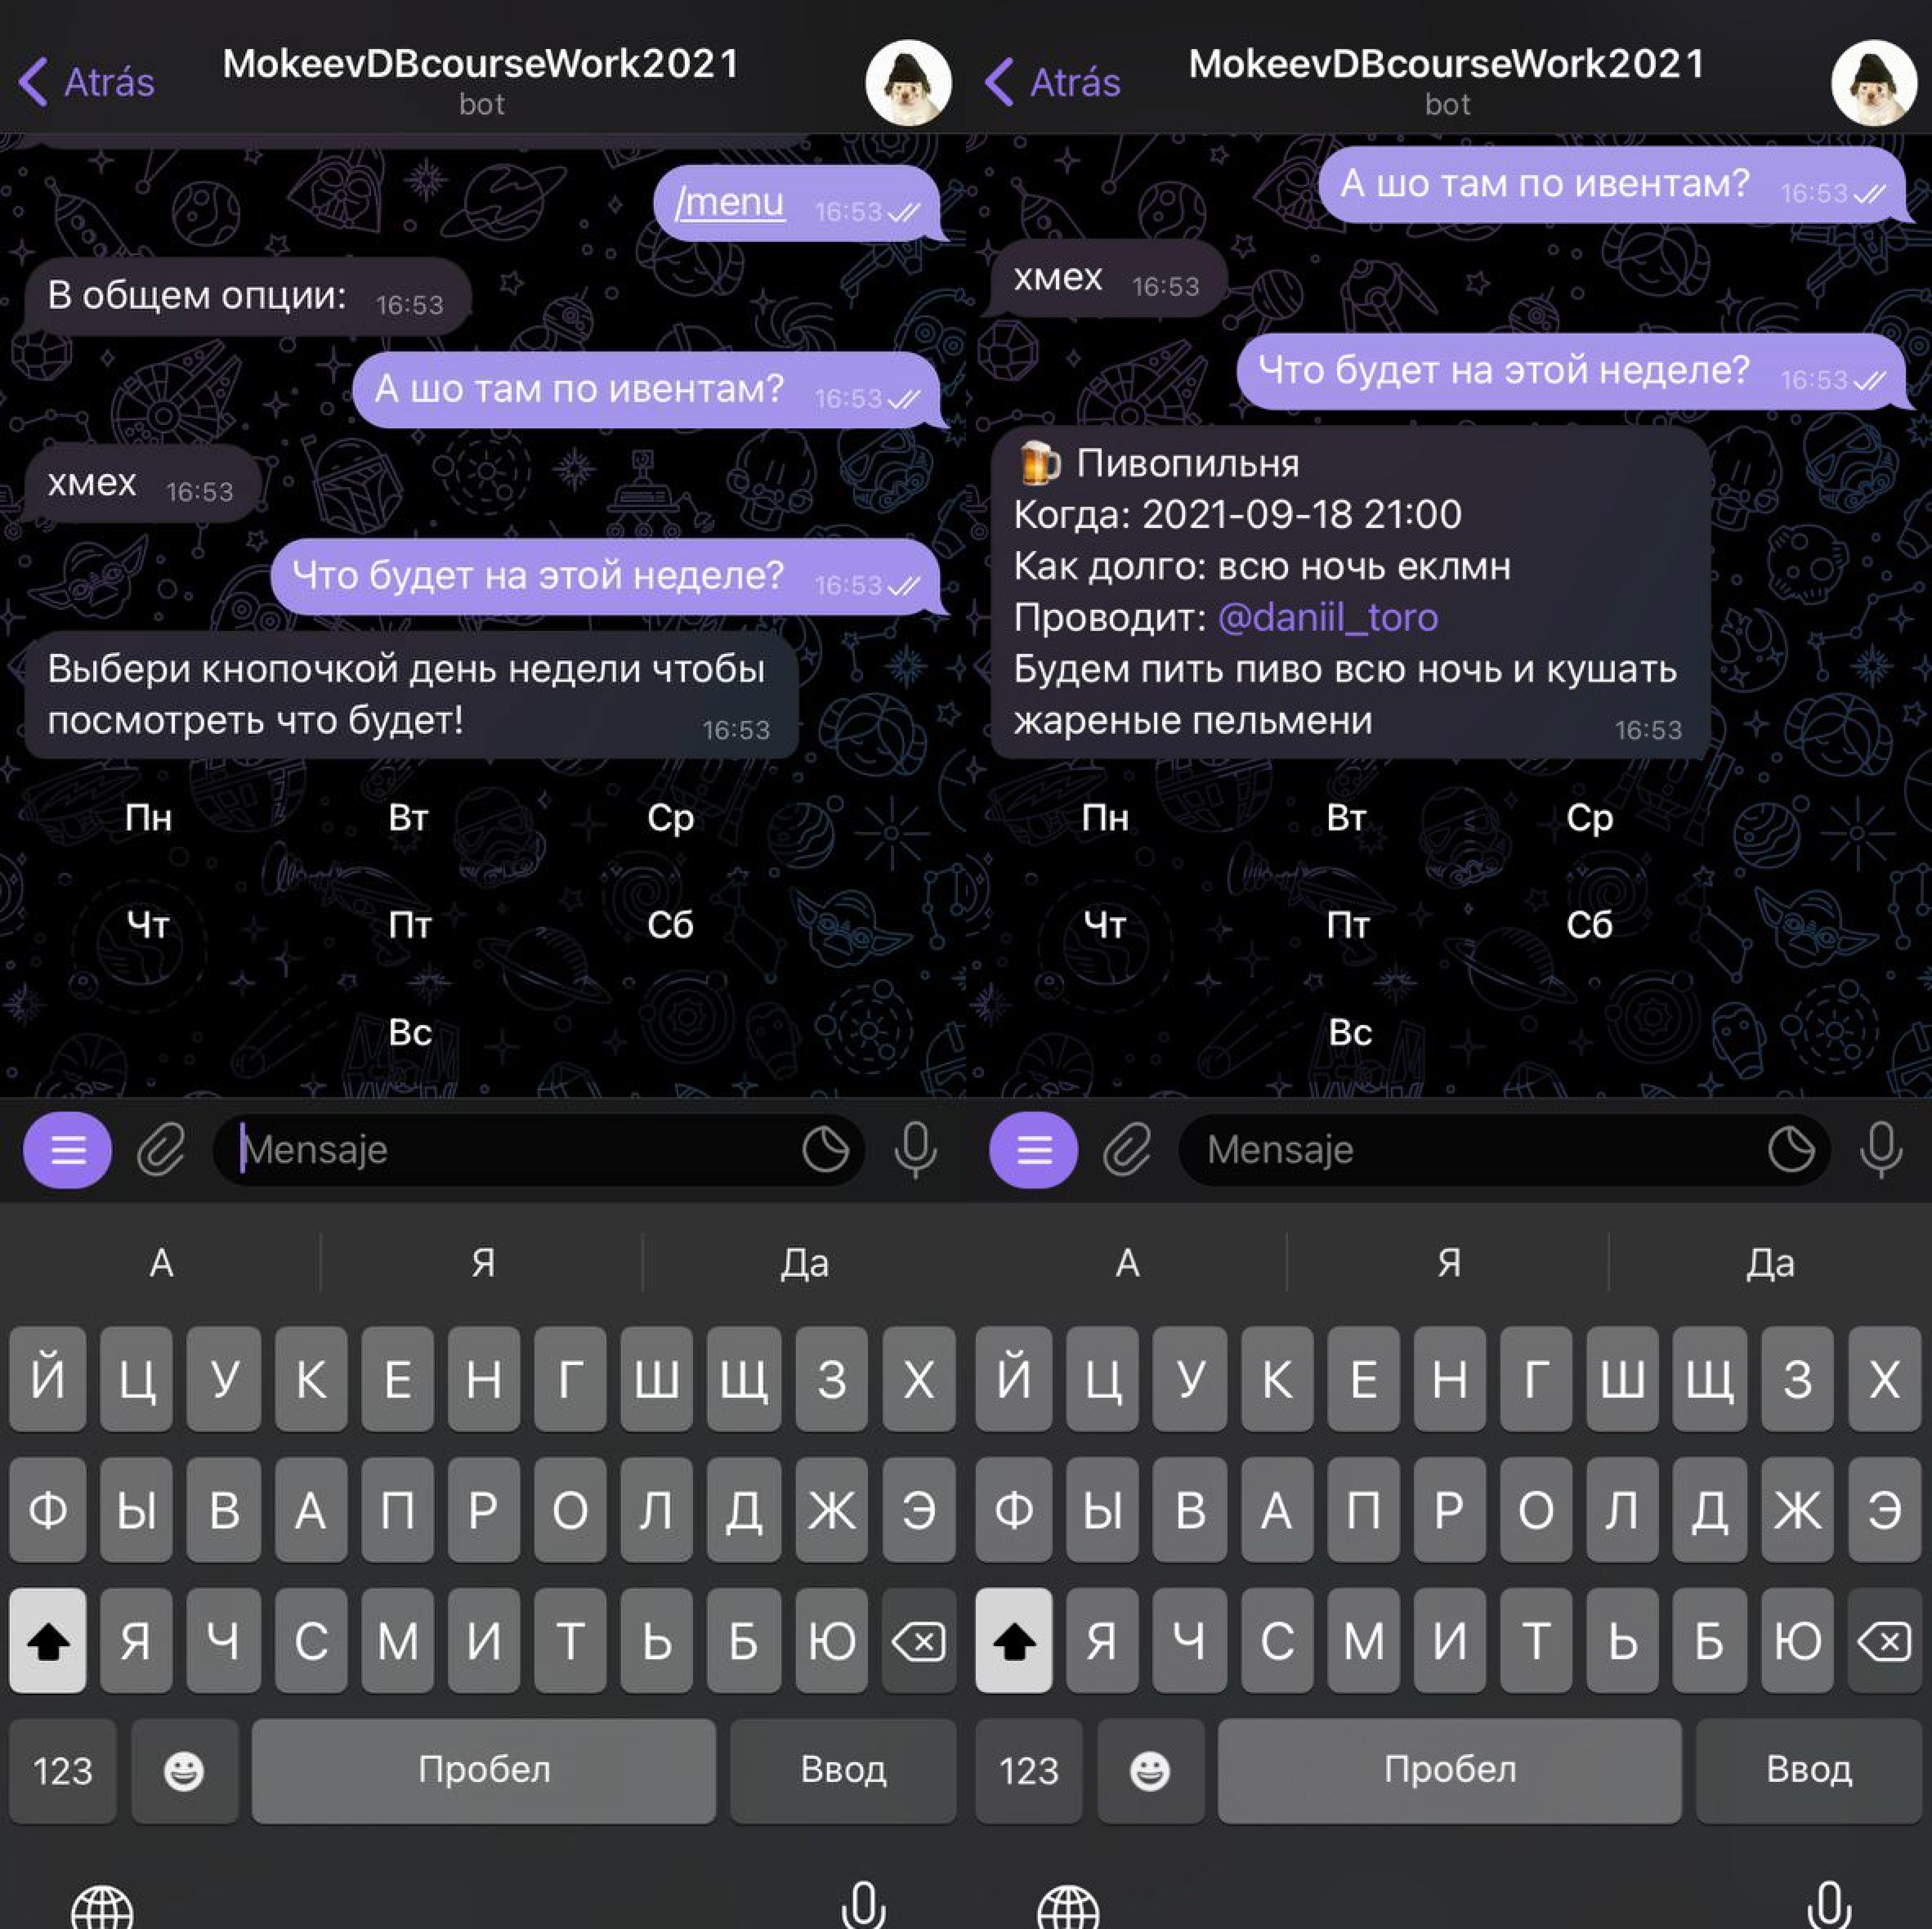 Atrás
MokeevDBcourseWork2021
bot
/menu 16:53
В общем опции: 16:53
А шо там по ивентам? 16:53
хмех 16:53
Что будет на этой неделе? 16:53
Выбери кнопочкой день недели чтобы
посмотреть что будет! 16:53
Пн Вт Ср
Чт Пт Сб
Вс
Mensaje
А Я Да
Й Ц У К Е Н Г Ш Щ З Х
Ф Ы В А П Р О Л Д Ж Э
Я Ч С М И Т Ь Б Ю
123 Пробел Ввод
Atrás
MokeevDBcourseWork2021
bot
А шо там по ивентам? 16:53
хмех 16:53
Что будет на этой неделе? 16:53
🍺 Пивопильня
Когда: 2021-09-18 21:00
Как долго: всю ночь еклмн
Проводит: @daniil_toro
Будем пить пиво всю ночь и кушать
жареные пельмени 16:53
Пн Вт Ср
Чт Пт Сб
Вс
Mensaje
А Я Да
Й Ц У К Е Н Г Ш Щ З Х
Ф Ы В А П Р О Л Д Ж Э
Я Ч С М И Т Ь Б Ю
123 Пробел Ввод